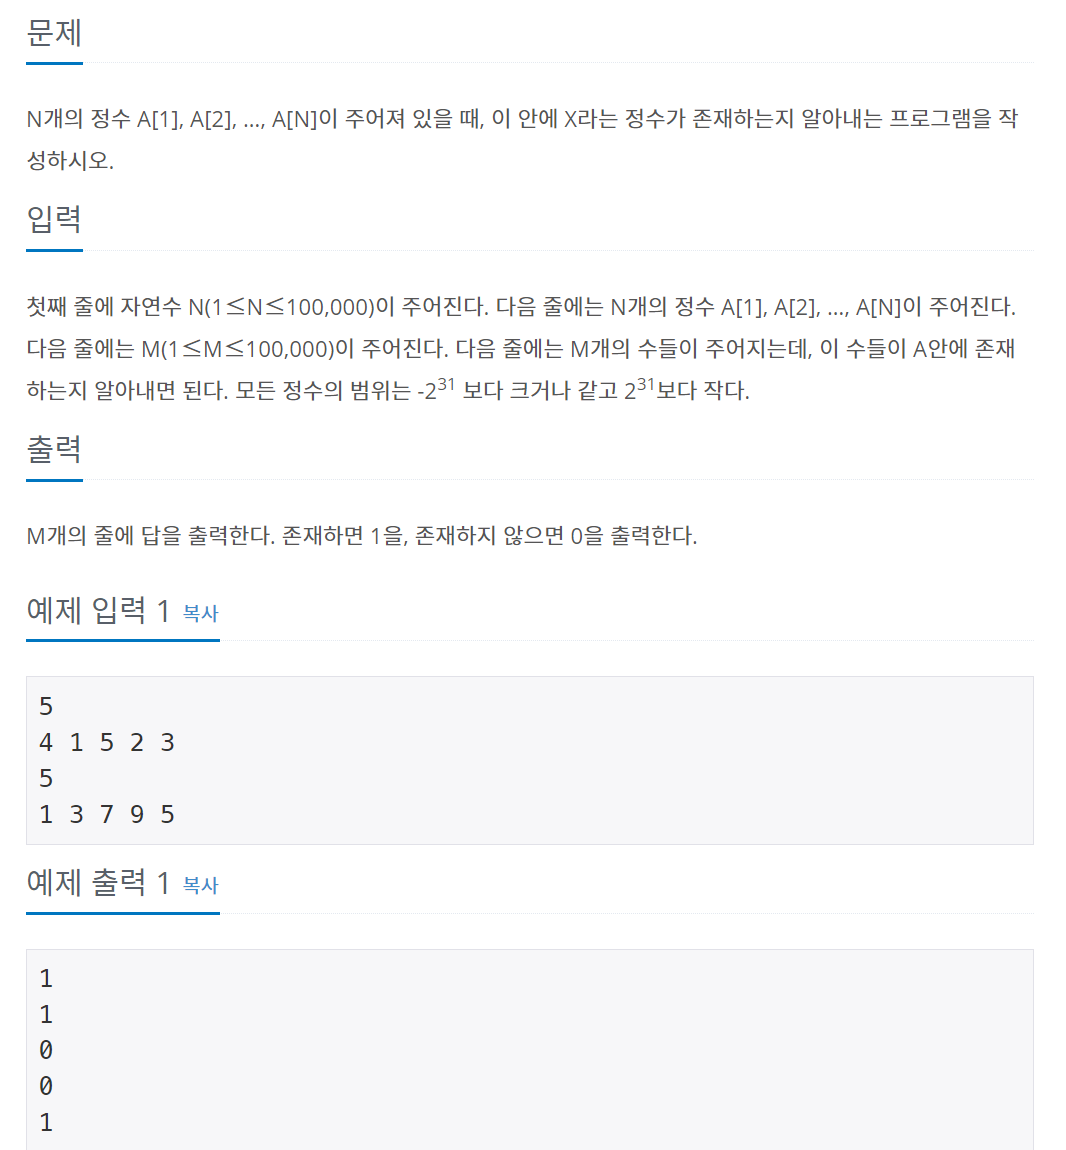 문제
N개의 정수 A[1], A[2], …, A[N]이 주어져 있을 때, 이 안에 X라는 정수가 존재하는지 알아내는 프로그램을 작
성하시오.
입력
첫째 줄에 자연수 N(1≤N≤100,000)이 주어진다. 다음 줄에는 N개의 정수 A[1], A[2], …, A[N]이 주어진다.
다음 줄에는 M(1≤M≤100,000)이 주어진다. 다음 줄에는 M개의 수들이 주어지는데, 이 수들이 A안에 존재
하는지 알아내면 된다. 모든 정수의 범위는 -2³¹ 보다 크거나 같고 2³¹보다 작다.
출력
M개의 줄에 답을 출력한다. 존재하면 1을, 존재하지 않으면 0을 출력한다.
예제 입력 1 복사
5
4 1 5 2 3
5
1 3 7 9 5
예제 출력 1 복사
1
1
0
0
1